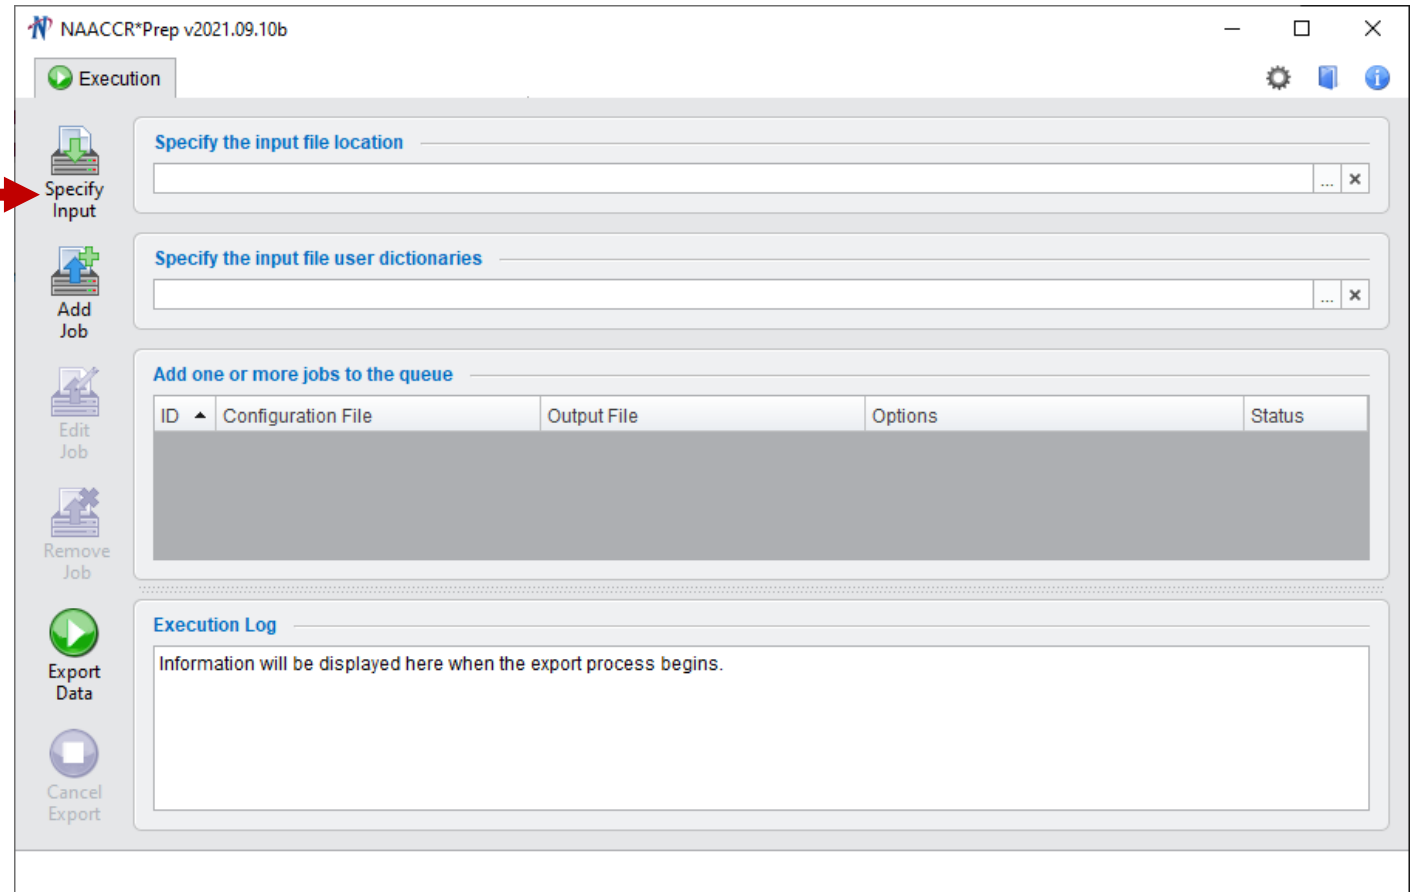 NAACCR*Prep v2021.09.10b
Execution
Specify
Input
Add
Job
Edit
Job
Remove
Job
Export
Data
Cancel
Export
Specify the input file location
...
Specify the input file user dictionaries
...
Add one or more jobs to the queue
ID Configuration File Output File Options Status
Execution Log
Information will be displayed here when the export process begins.